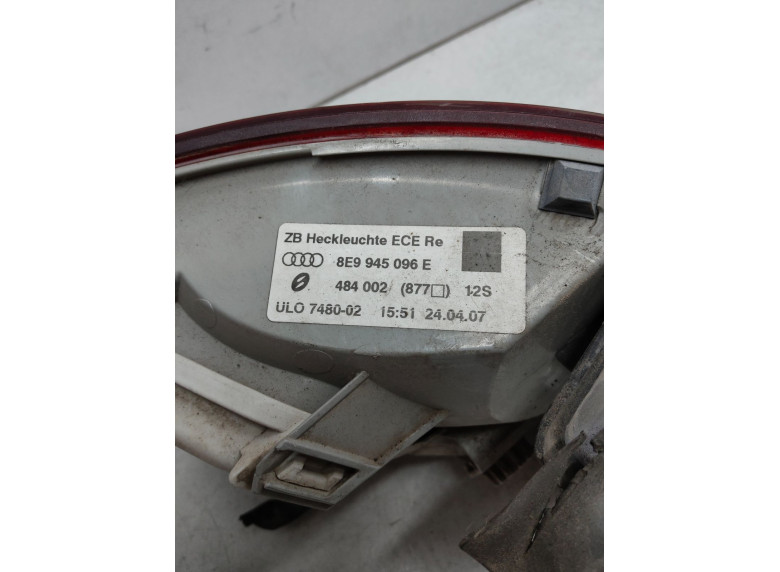 ZB Heckleuchte ECE Re
8E9 945 096 E
484 002 (877□) 12S
ULO 7480-02 15:51 24.04.07